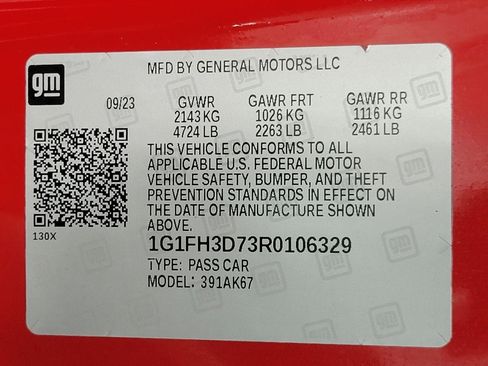 gm
MFD BY GENERAL MOTORS LLC
09/23 GVWR GAWR FRT GAWR RR
2143 KG 1026 KG 1116 KG
4724 LB 2263 LB 2461 LB
THIS VEHICLE CONFORMS TO ALL
APPLICABLE U.S. FEDERAL MOTOR
VEHICLE SAFETY, BUMPER, AND THEFT
PREVENTION STANDARDS IN EFFECT ON
THE DATE OF MANUFACTURE SHOWN
ABOVE.
130X
1G1FH3D73R0106329
TYPE: PASS CAR
MODEL: 391AK67